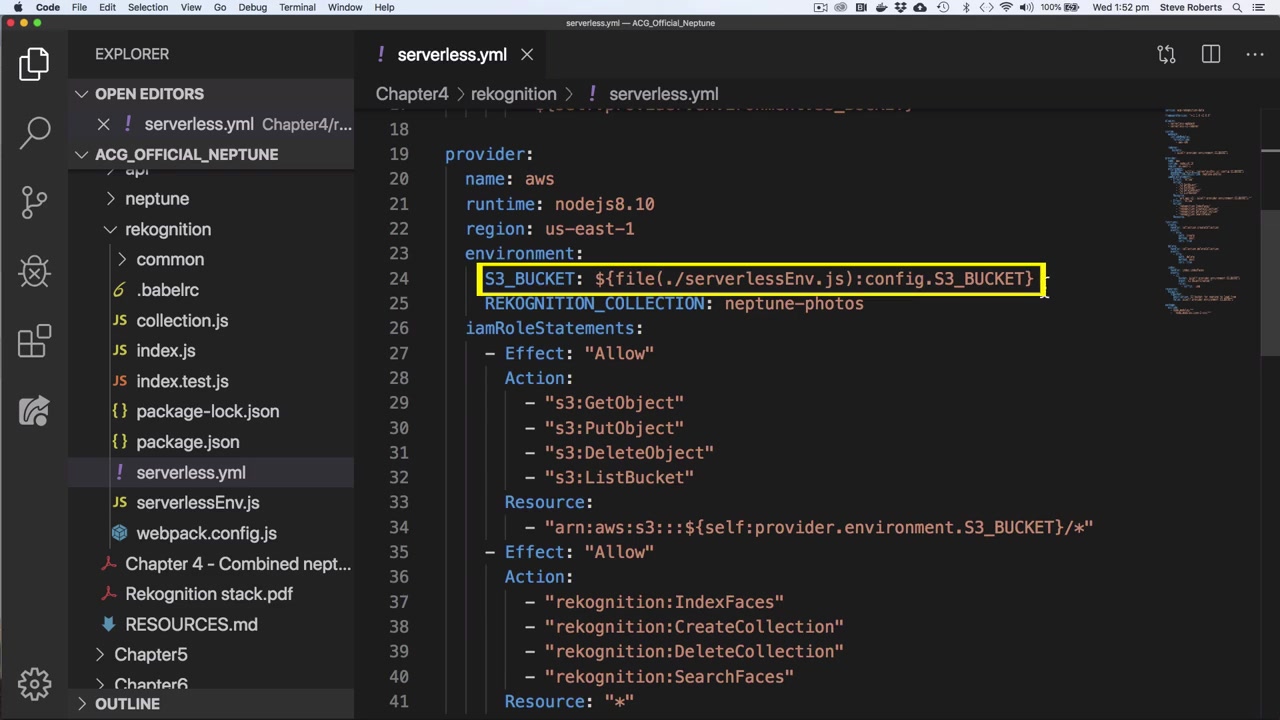 Code File Edit Selection View Go Debug Terminal Window Help 100% Wed 1:52 pm Steve Roberts
serverless.yml — ACG_Official_Neptune
EXPLORER
OPEN EDITORS
serverless.yml Chapter4/r...
ACG_OFFICIAL_NEPTUNE
api
neptune
rekognition
common
.babelrc
JS collection.js
JS index.js
JS index.test.js
{} package-lock.json
{} package.json
! serverless.yml
JS serverlessEnv.js
webpack.config.js
Chapter 4 - Combined nept...
Rekognition stack.pdf
RESOURCES.md
Chapter5
Chapter6
OUTLINE
! serverless.yml
Chapter4 > rekognition > ! serverless.yml
18
19 provider:
20 name: aws
21 runtime: nodejs8.10
22 region: us-east-1
23 environment:
24 S3_BUCKET: ${file(./serverlessEnv.js):config.S3_BUCKET}
25 REKOGNITION_COLLECTION: neptune-photos
26 iamRoleStatements:
27 - Effect: "Allow"
28 Action:
29 - "s3:GetObject"
30 - "s3:PutObject"
31 - "s3:DeleteObject"
32 - "s3:ListBucket"
33 Resource:
34 - "arn:aws:s3:::${self:provider.environment.S3_BUCKET}/*"
35 - Effect: "Allow"
36 Action:
37 - "rekognition:IndexFaces"
38 - "rekognition:CreateCollection"
39 - "rekognition:DeleteCollection"
40 - "rekognition:SearchFaces"
41 Resource: "*"